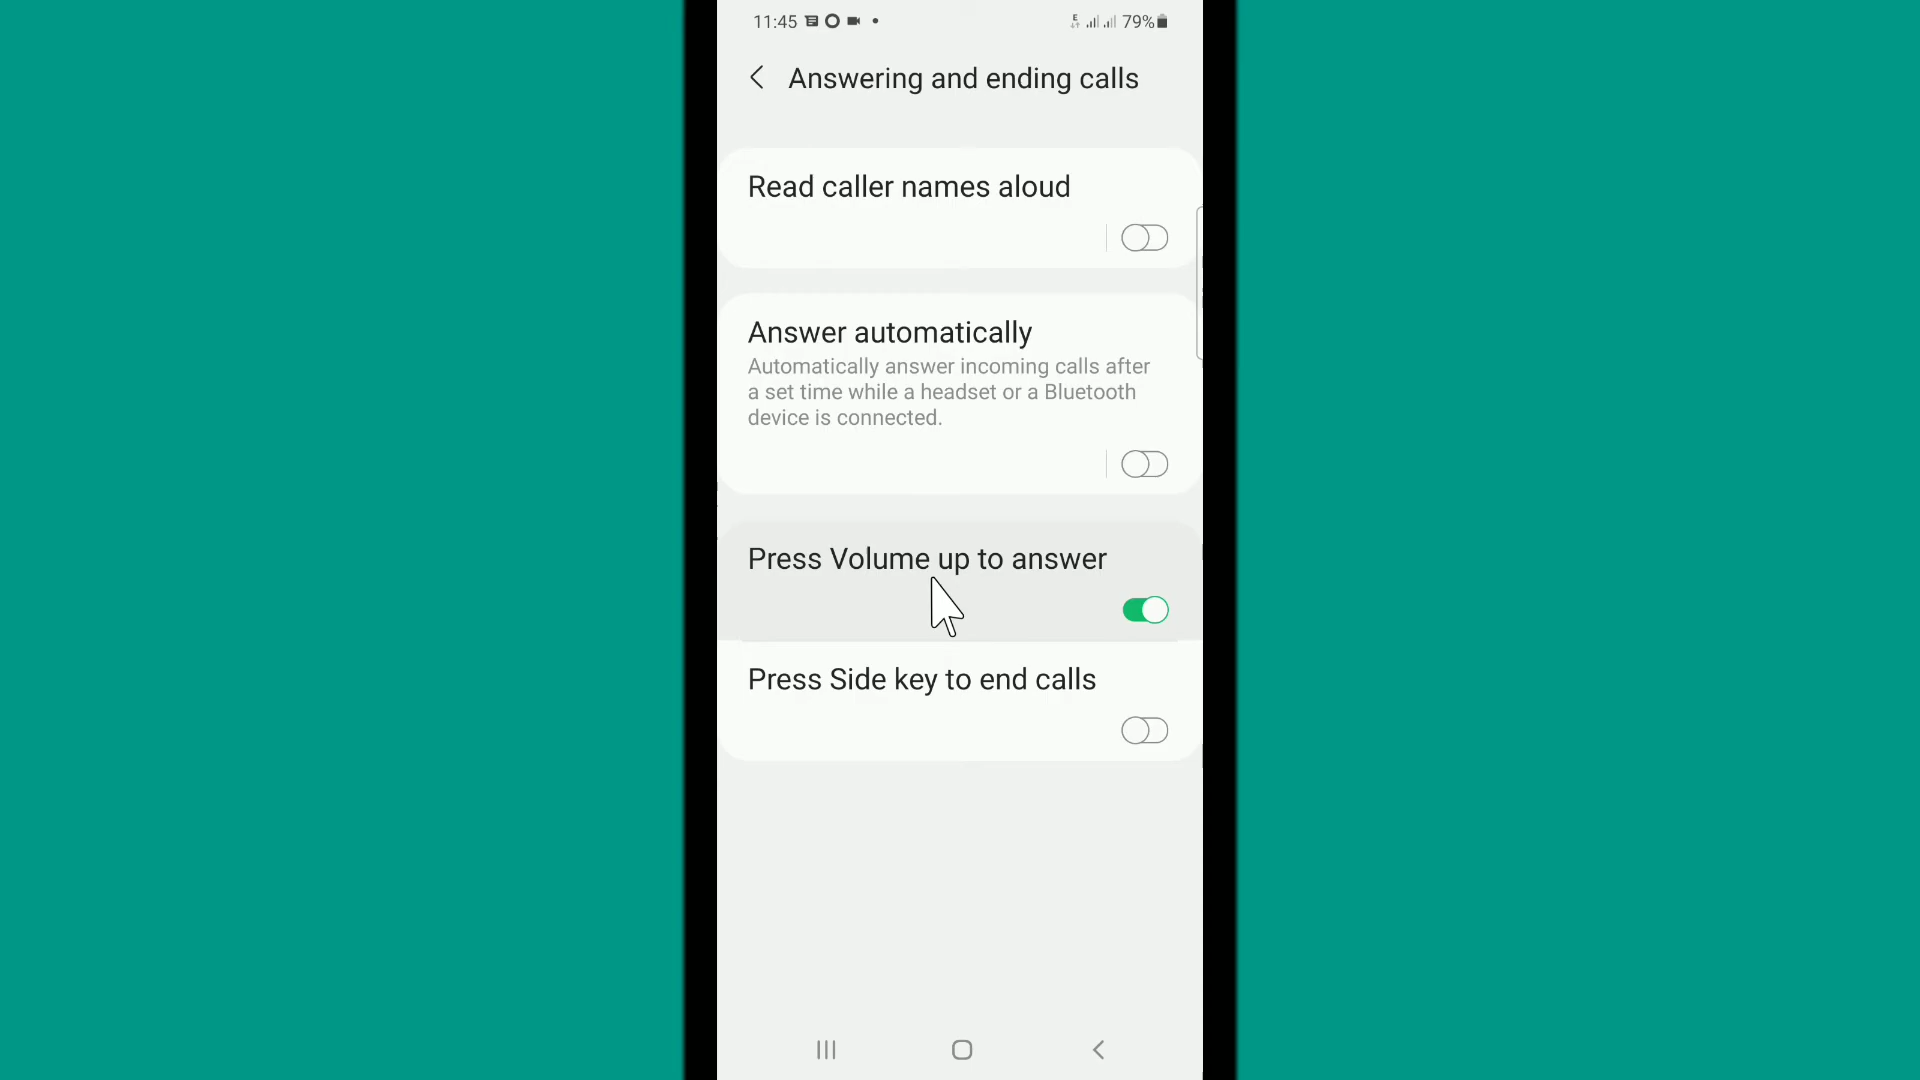 11:45 79%
Answering and ending calls
Read caller names aloud
Answer automatically
Automatically answer incoming calls after
a set time while a headset or a Bluetooth
device is connected.
Press Volume up to answer
Press Side key to end calls